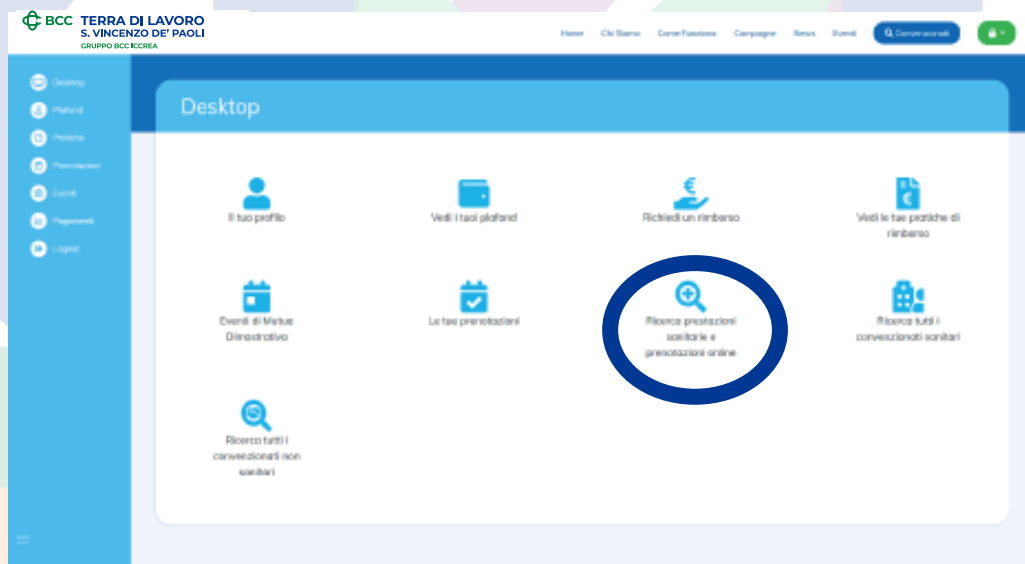 BCC TERRA DI LAVORO
S. VINCENZO DE' PAOLI
GRUPPO BCC ICCREA
Home Chi Siamo Come Funziona Campagne News Eventi Convenzionati
Desktop
Plafond
Pratiche
Prenotazioni
Eventi
Pagamenti
Logout
Desktop
Il tuo profilo
Vedi i tuoi plafond
Richiedi un rimborso
Vedi le tue pratiche di
rimborso
Eventi di Mutua
Dimostrativa
Le tue prenotazioni
Ricerca prestazioni
sanitarie e
prenotazioni online
Ricerca tutti i
convenzionati sanitari
Ricerca tutti i
convenzionati non
sanitari